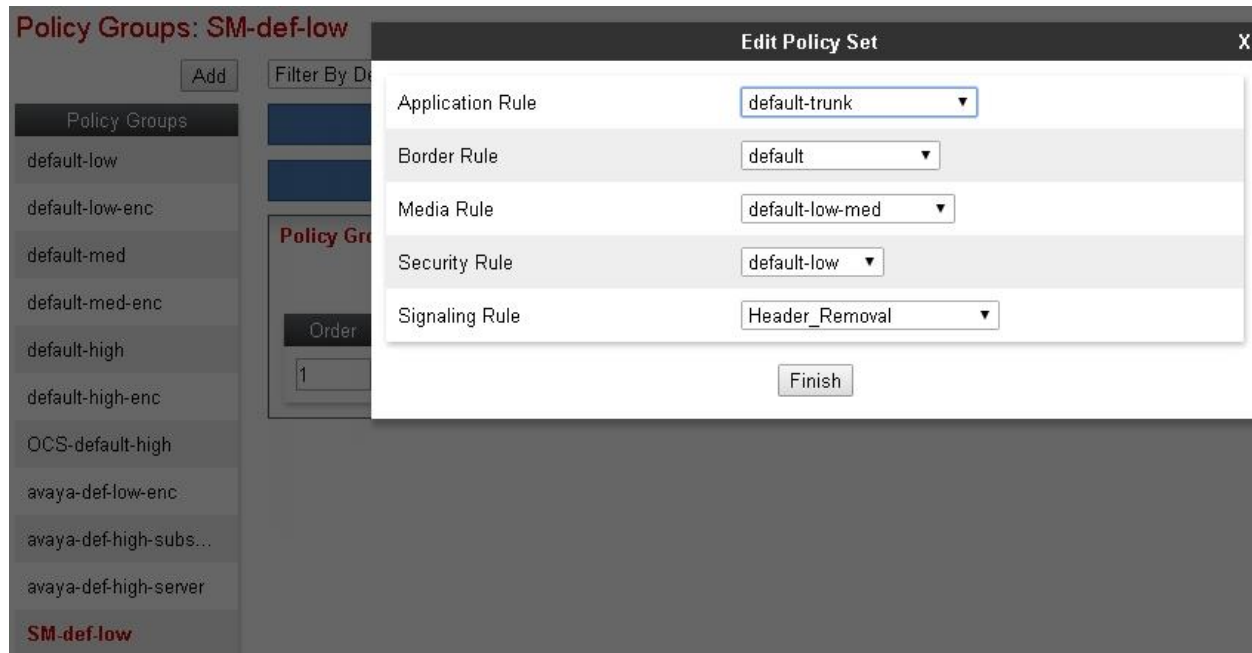 Policy Groups: SM-def-low
Add
Filter By De
Policy Groups
default-low
default-low-enc
default-med
default-med-enc
default-high
default-high-enc
OCS-default-high
avaya-def-low-enc
avaya-def-high-subs...
avaya-def-high-server
SM-def-low
Policy Gro
Order
1
Edit Policy Set
X
Application Rule default-trunk
Border Rule default
Media Rule default-low-med
Security Rule default-low
Signaling Rule Header_Removal
Finish